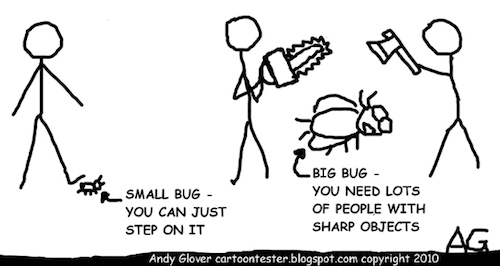 SMALL BUG -
YOU CAN JUST
STEP ON IT
BIG BUG -
YOU NEED LOTS
OF PEOPLE WITH
SHARP OBJECTS
AG
Andy Glover cartoontester.blogspot.com copyright 2010